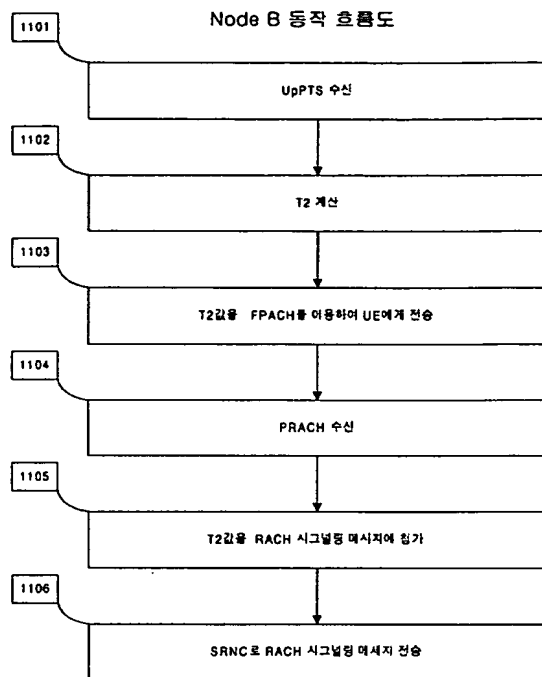 Node B 동작 흐름도
1101
UpPTS 수신
1102
T2 계산
1103
T2값을 FPACH를 이용하여 UE에게 전송
1104
PRACH 수신
1105
T2값을 RACH 시그널링 메시지에 첨가
1106
SRNC로 RACH 시그널링 메세지 전송